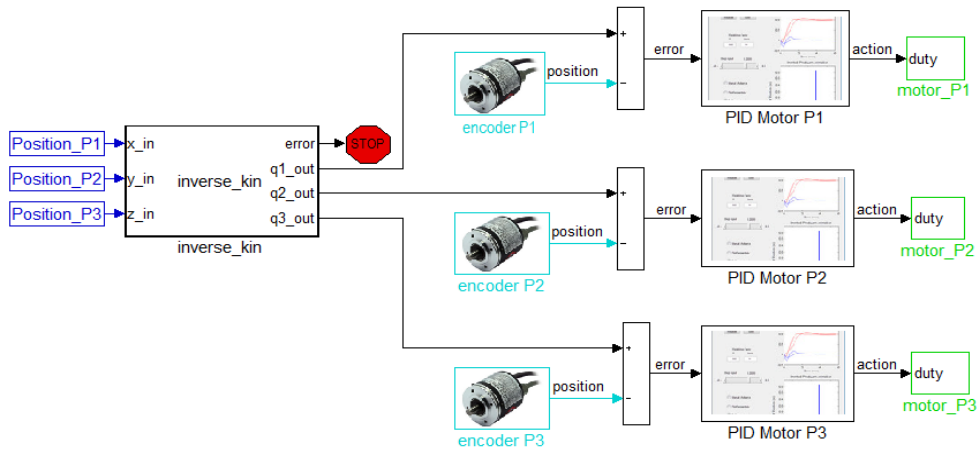 +
error
action
position
−
duty
encoder P1
PID Motor P1
motor_P1
Position_P1
x_in
error
STOP
q1_out
Position_P2
y_in
inverse_kin
q2_out
+
error
action
position
−
duty
Position_P3
z_in
q3_out
inverse_kin
encoder P2
PID Motor P2
motor_P2
+
error
action
position
−
duty
encoder P3
PID Motor P3
motor_P3